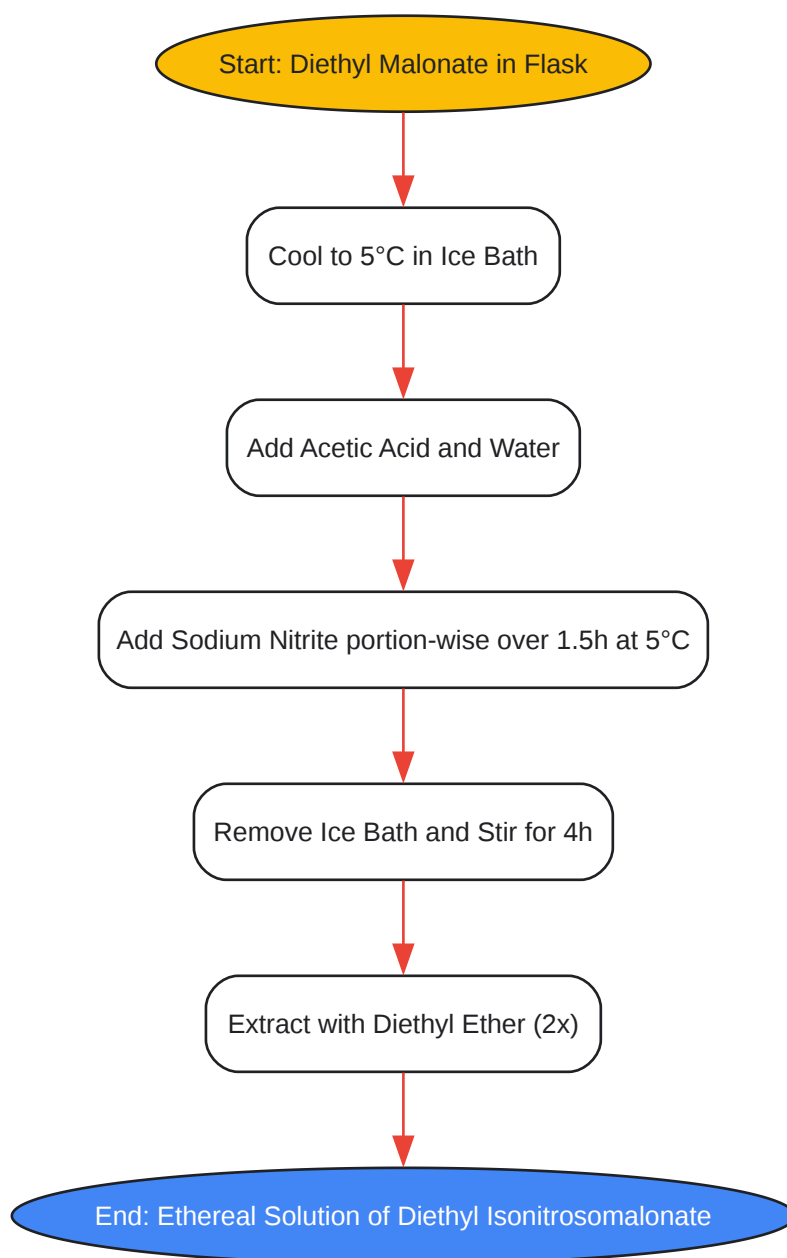 Start: Diethyl Malonate in Flask
Cool to 5°C in Ice Bath
Add Acetic Acid and Water
Add Sodium Nitrite portion-wise over 1.5h at 5°C
Remove Ice Bath and Stir for 4h
Extract with Diethyl Ether (2x)
End: Ethereal Solution of Diethyl Isonitrosomalonate